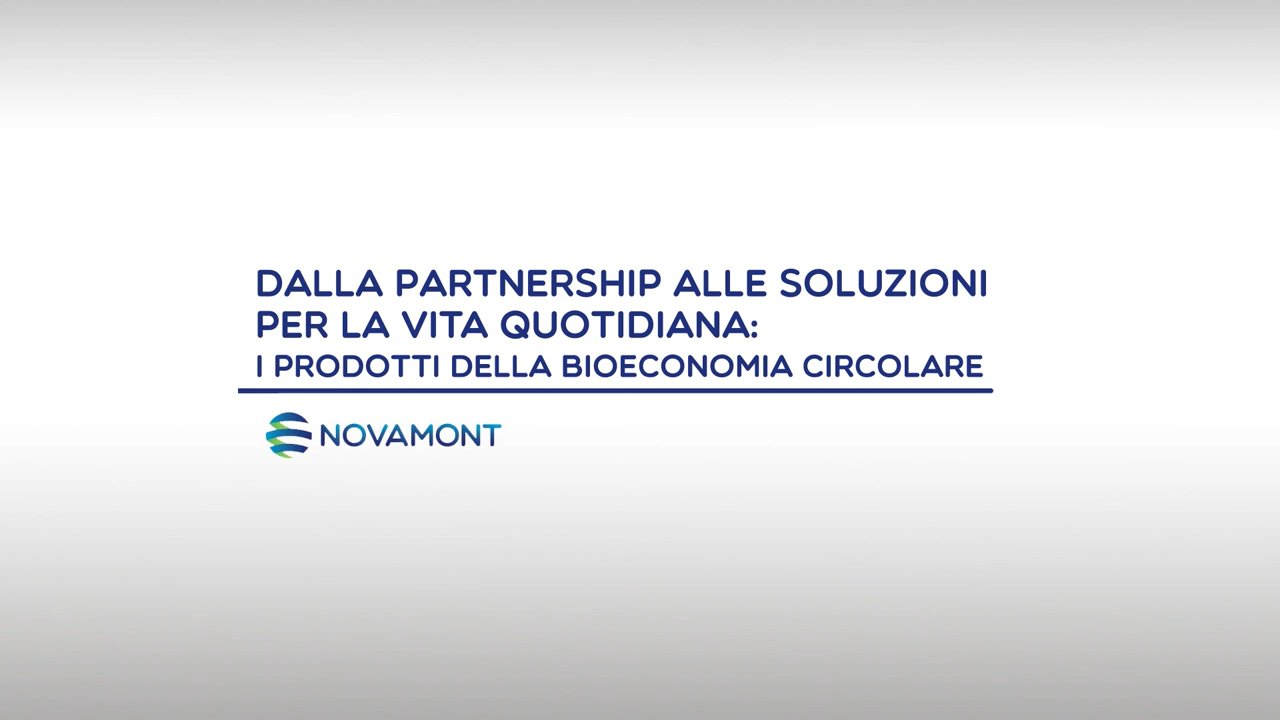 DALLA PARTNERSHIP ALLE SOLUZIONI
PER LA VITA QUOTIDIANA:
I PRODOTTI DELLA BIOECONOMIA CIRCOLARE
NOVAMONT